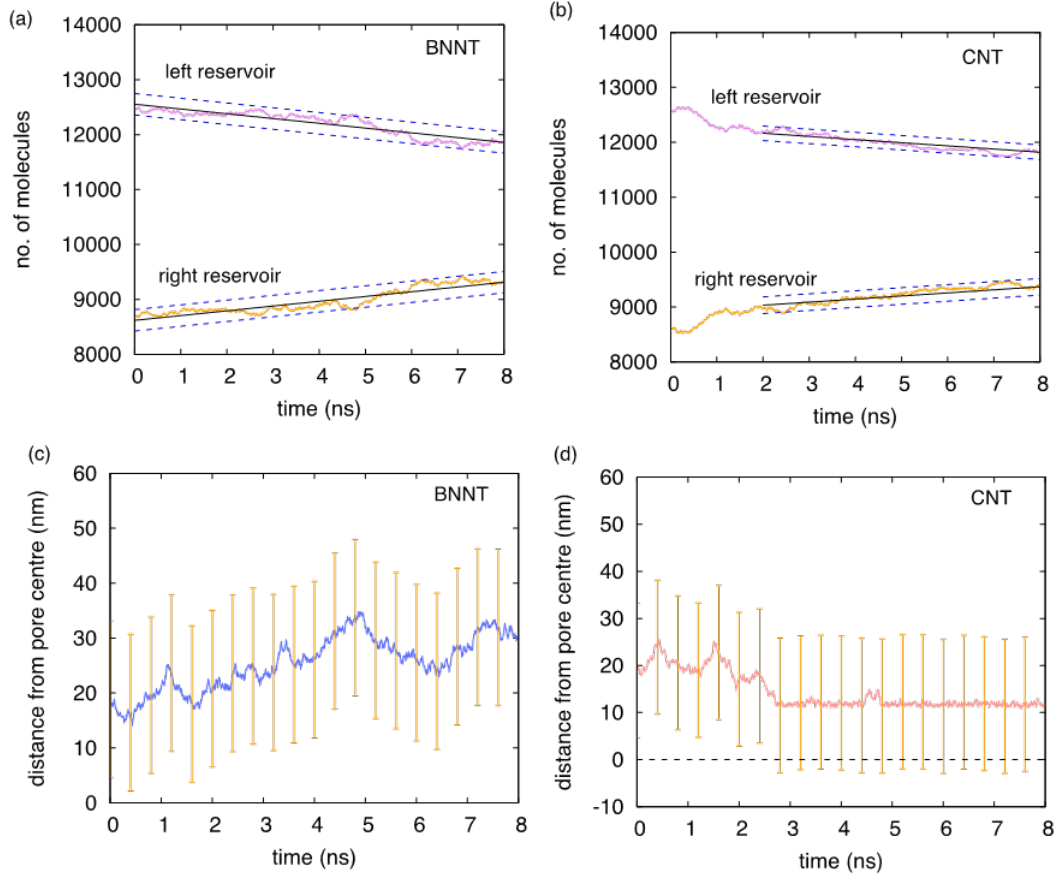 (a)
BNNT
left reservoir
right reservoir
no. of molecules
14000
13000
12000
11000
10000
9000
8000
0 1 2 3 4 5 6 7 8
time (ns)
(b)
CNT
left reservoir
right reservoir
no. of molecules
14000
13000
12000
11000
10000
9000
8000
0 1 2 3 4 5 6 7 8
time (ns)
(c)
BNNT
distance from pore centre (nm)
60
50
40
30
20
10
0
0 1 2 3 4 5 6 7 8
time (ns)
(d)
CNT
distance from pore centre (nm)
60
50
40
30
20
10
0
-10
0 1 2 3 4 5 6 7 8
time (ns)